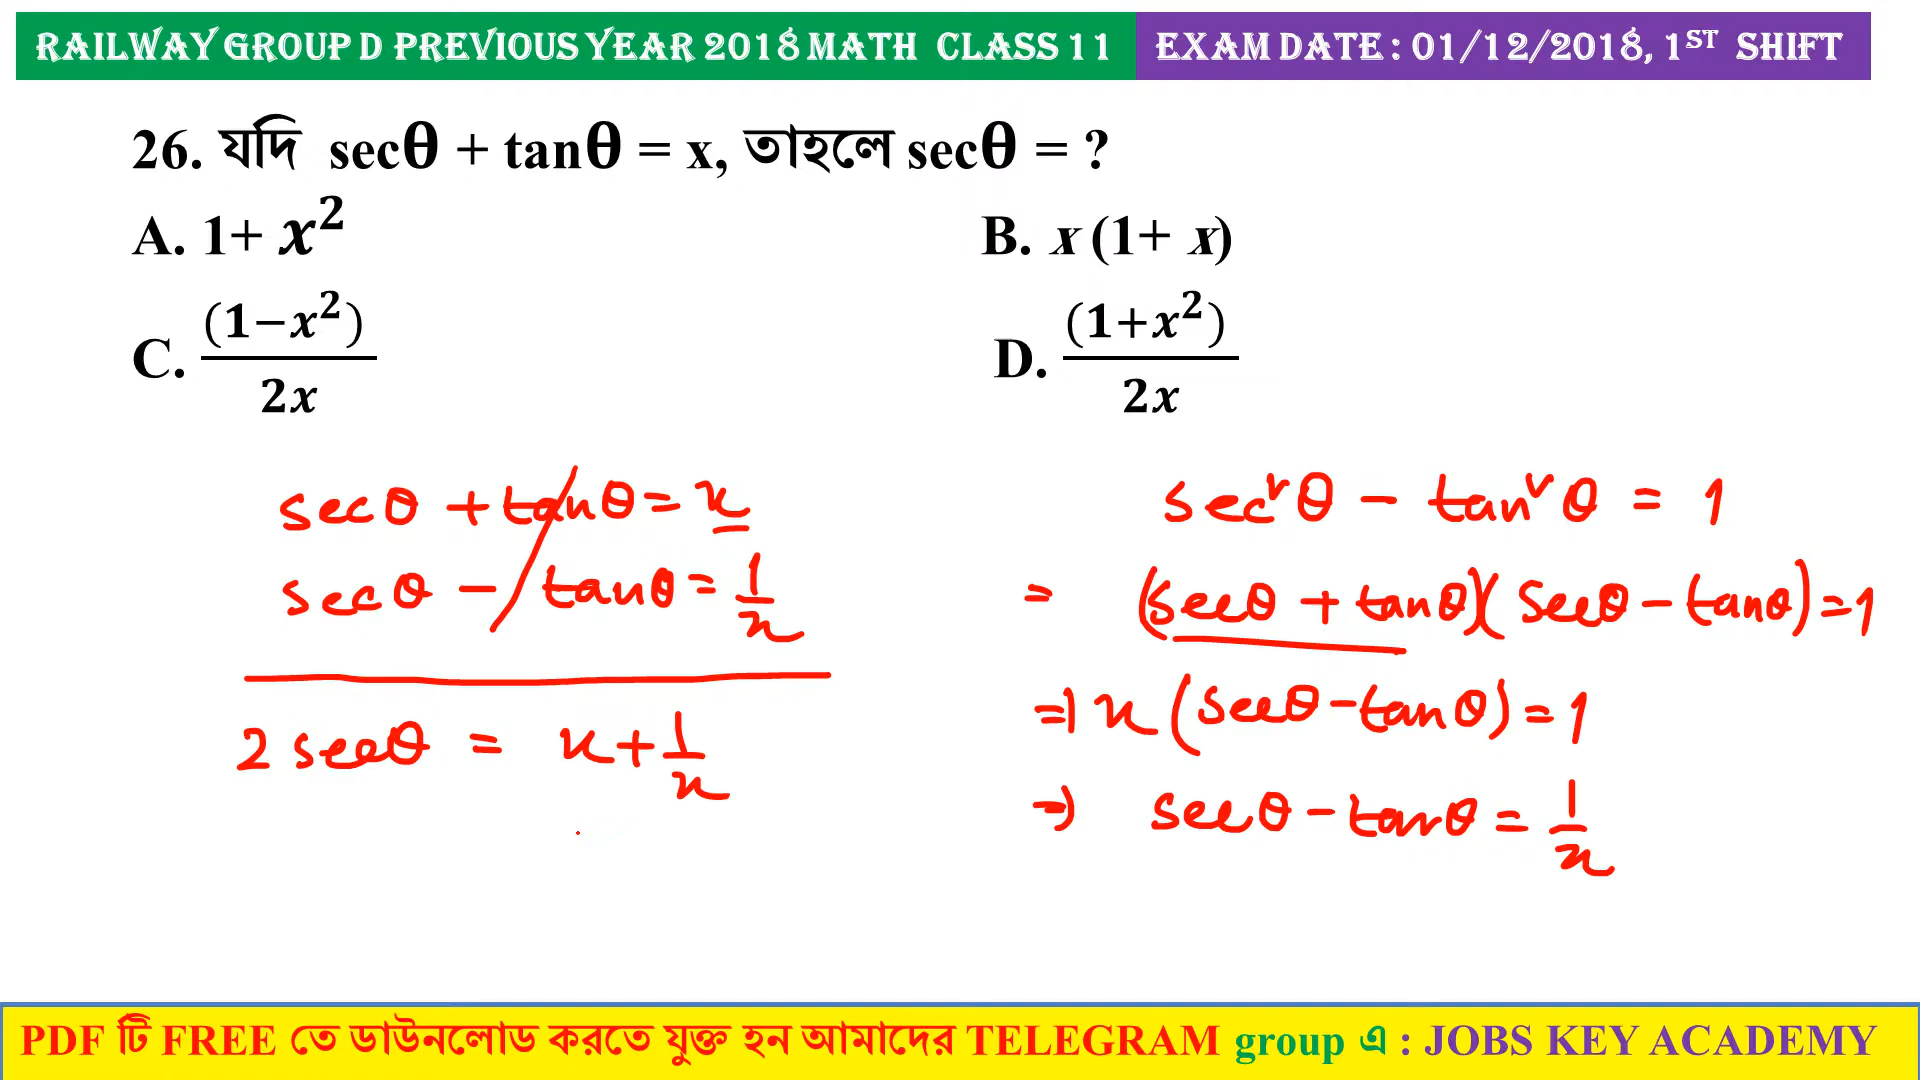 RAILWAY GROUP D PREVIOUS YEAR 2018 MATH CLASS 11 EXAM DATE : 01/12/2018, 1ST SHIFT
26. যদি secθ + tanθ = x, তাহলে secθ = ?
A. 1+ x²
B. x (1+ x)
C. (1−x²)/2x
D. (1+x²)/2x
secθ + tanθ = x
secθ − tanθ = 1/x
2 secθ = x + 1/x
sec²θ − tan²θ = 1
= (secθ + tanθ)(secθ − tanθ) = 1
⇒ x (secθ − tanθ) = 1
⇒ secθ − tanθ = 1/x
PDF টি FREE তে ডাউনলোড করতে যুক্ত হন আমাদের TELEGRAM group এ : JOBS KEY ACADEMY